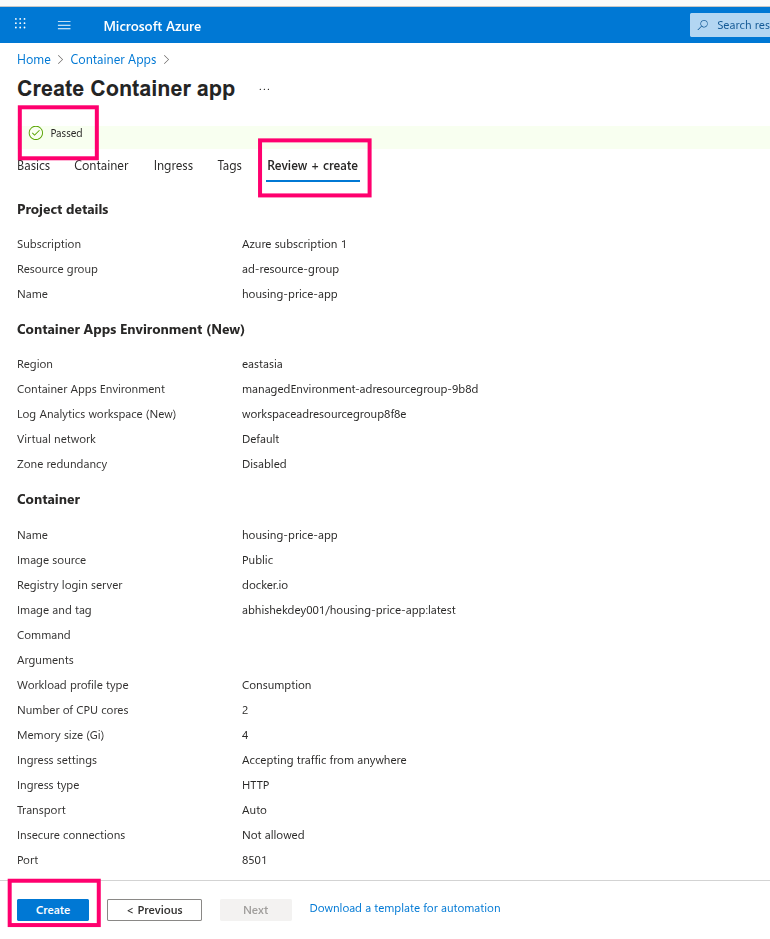 Microsoft Azure
Search res
Home > Container Apps >
Create Container app ...
Passed
Basics Container Ingress Tags Review + create
Project details
Subscription Azure subscription 1
Resource group ad-resource-group
Name housing-price-app
Container Apps Environment (New)
Region eastasia
Container Apps Environment managedEnvironment-adresourcegroup-9b8d
Log Analytics workspace (New) workspaceadresourcegroup8f8e
Virtual network Default
Zone redundancy Disabled
Container
Name housing-price-app
Image source Public
Registry login server docker.io
Image and tag abhishekdey001/housing-price-app:latest
Command
Arguments
Workload profile type Consumption
Number of CPU cores 2
Memory size (Gi) 4
Ingress settings Accepting traffic from anywhere
Ingress type HTTP
Transport Auto
Insecure connections Not allowed
Port 8501
Create < Previous Next Download a template for automation